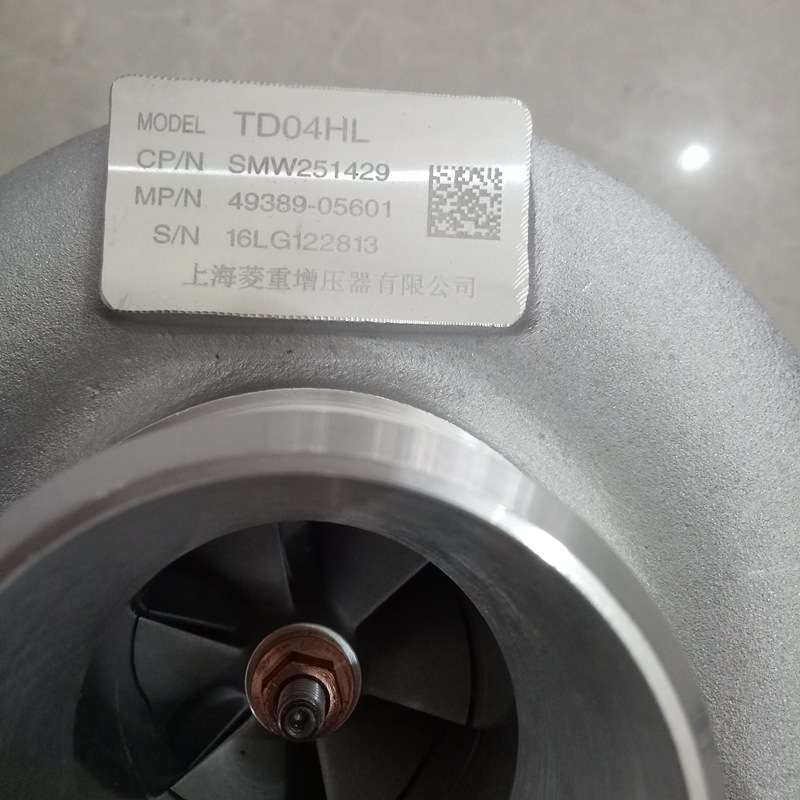 MODEL TD04HL
CP/N SMW251429
MP/N 49389-05601
S/N 16LG122813
上海菱重增压器有限公司